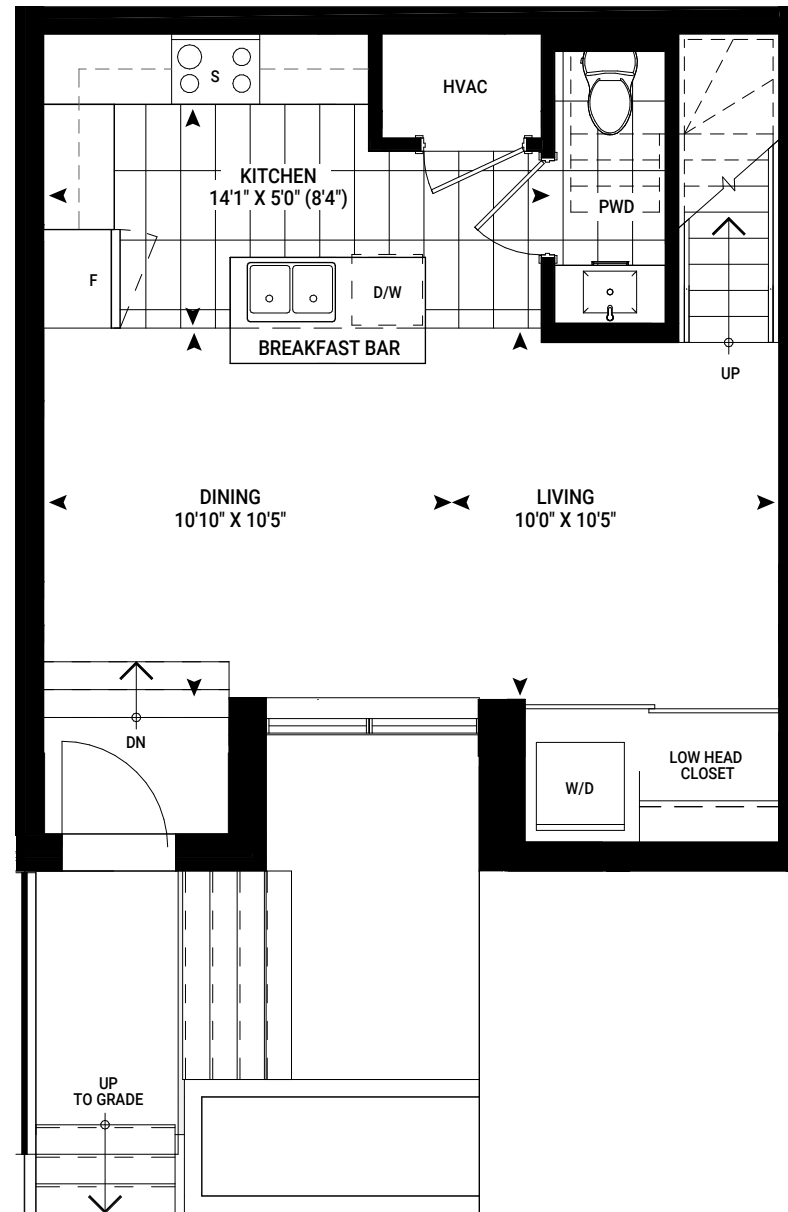 S
HVAC
KITCHEN
14'1" X 5'0" (8'4")
PWD
F
D/W
BREAKFAST BAR
UP
DINING
10'10" X 10'5"
LIVING
10'0" X 10'5"
DN
W/D
LOW HEAD
CLOSET
UP
TO GRADE